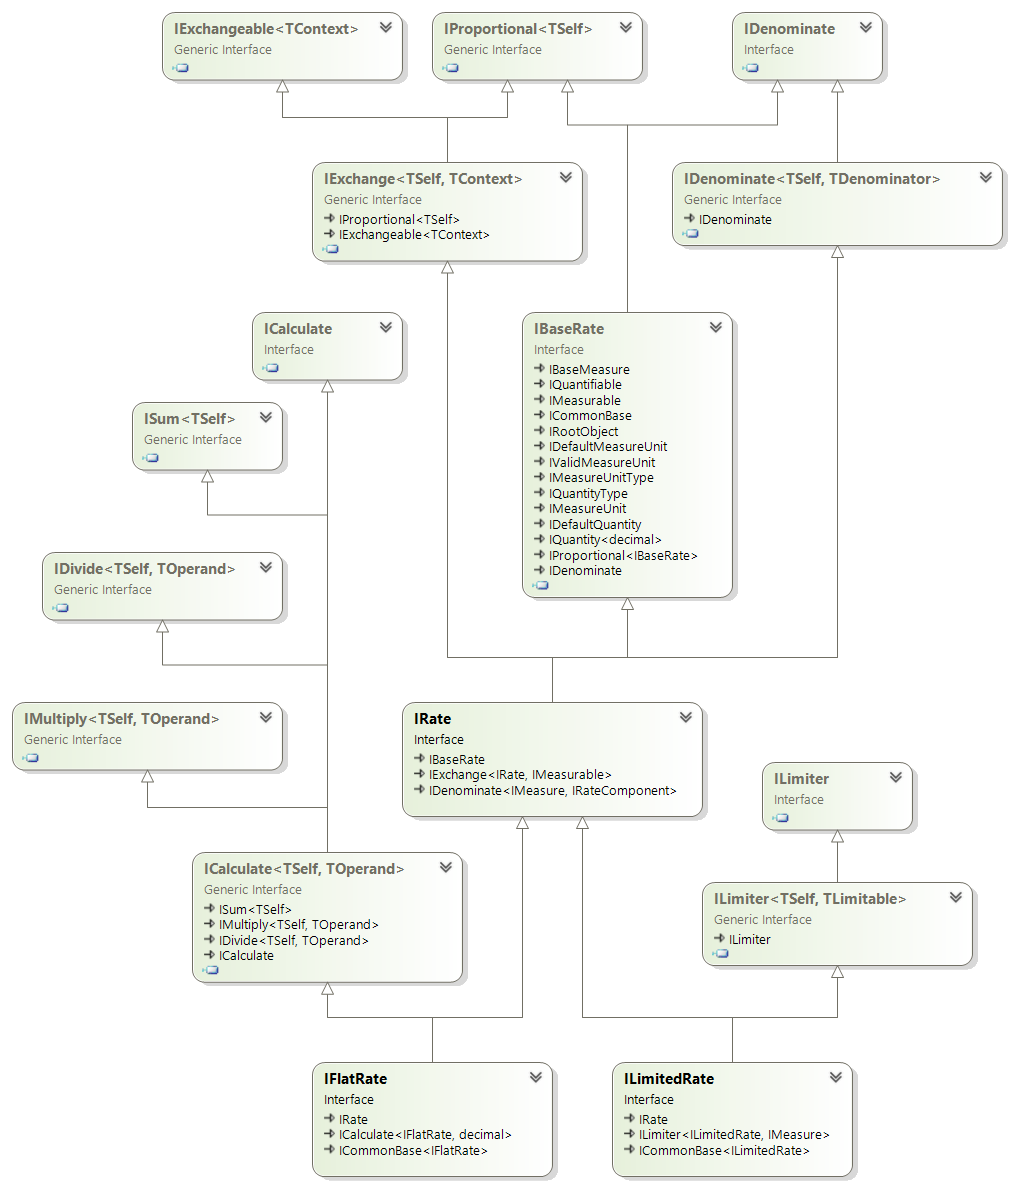 IExchangeable<TContext>
Generic Interface
IProportional<TSelf>
Generic Interface
IDenominate
Interface
IExchange<TSelf, TContext>
Generic Interface
IProportional<TSelf>
IExchangeable<TContext>
IDenominate<TSelf, TDenominator>
Generic Interface
IDenominate
ICalculate
Interface
IBaseRate
Interface
IBaseMeasure
IQuantifiable
IMeasurable
ICommonBase
IRootObject
IDefaultMeasureUnit
IValidMeasureUnit
IMeasureUnitType
IQuantityType
IMeasureUnit
IDefaultQuantity
IQuantity<decimal>
IProportional<IBaseRate>
IDenominate
ISum<TSelf>
Generic Interface
IDivide<TSelf, TOperand>
Generic Interface
IMultiply<TSelf, TOperand>
Generic Interface
IRate
Interface
IBaseRate
IExchange<IRate, IMeasurable>
IDenominate<IMeasure, IRateComponent>
ILimiter
Interface
ICalculate<TSelf, TOperand>
Generic Interface
ISum<TSelf>
IMultiply<TSelf, TOperand>
IDivide<TSelf, TOperand>
ICalculate
ILimiter<TSelf, TLimitable>
Generic Interface
ILimiter
IFlatRate
Interface
IRate
ICalculate<IFlatRate, decimal>
ICommonBase<IFlatRate>
ILimitedRate
Interface
IRate
ILimiter<ILimitedRate, IMeasure>
ICommonBase<ILimitedRate>